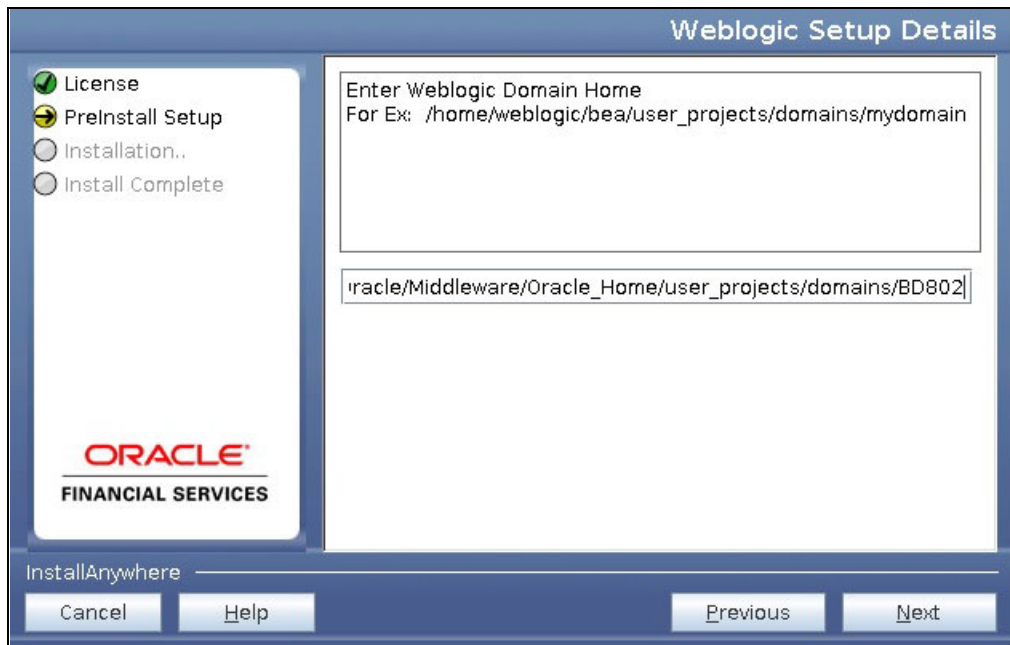 Weblogic Setup Details
License
PreInstall Setup
Installation..
Install Complete
Enter Weblogic Domain Home
For Ex: /home/weblogic/bea/user_projects/domains/mydomain
racle/Middleware/Oracle_Home/user_projects/domains/BD802
ORACLE
FINANCIAL SERVICES
InstallAnywhere
Cancel
Help
Previous
Next